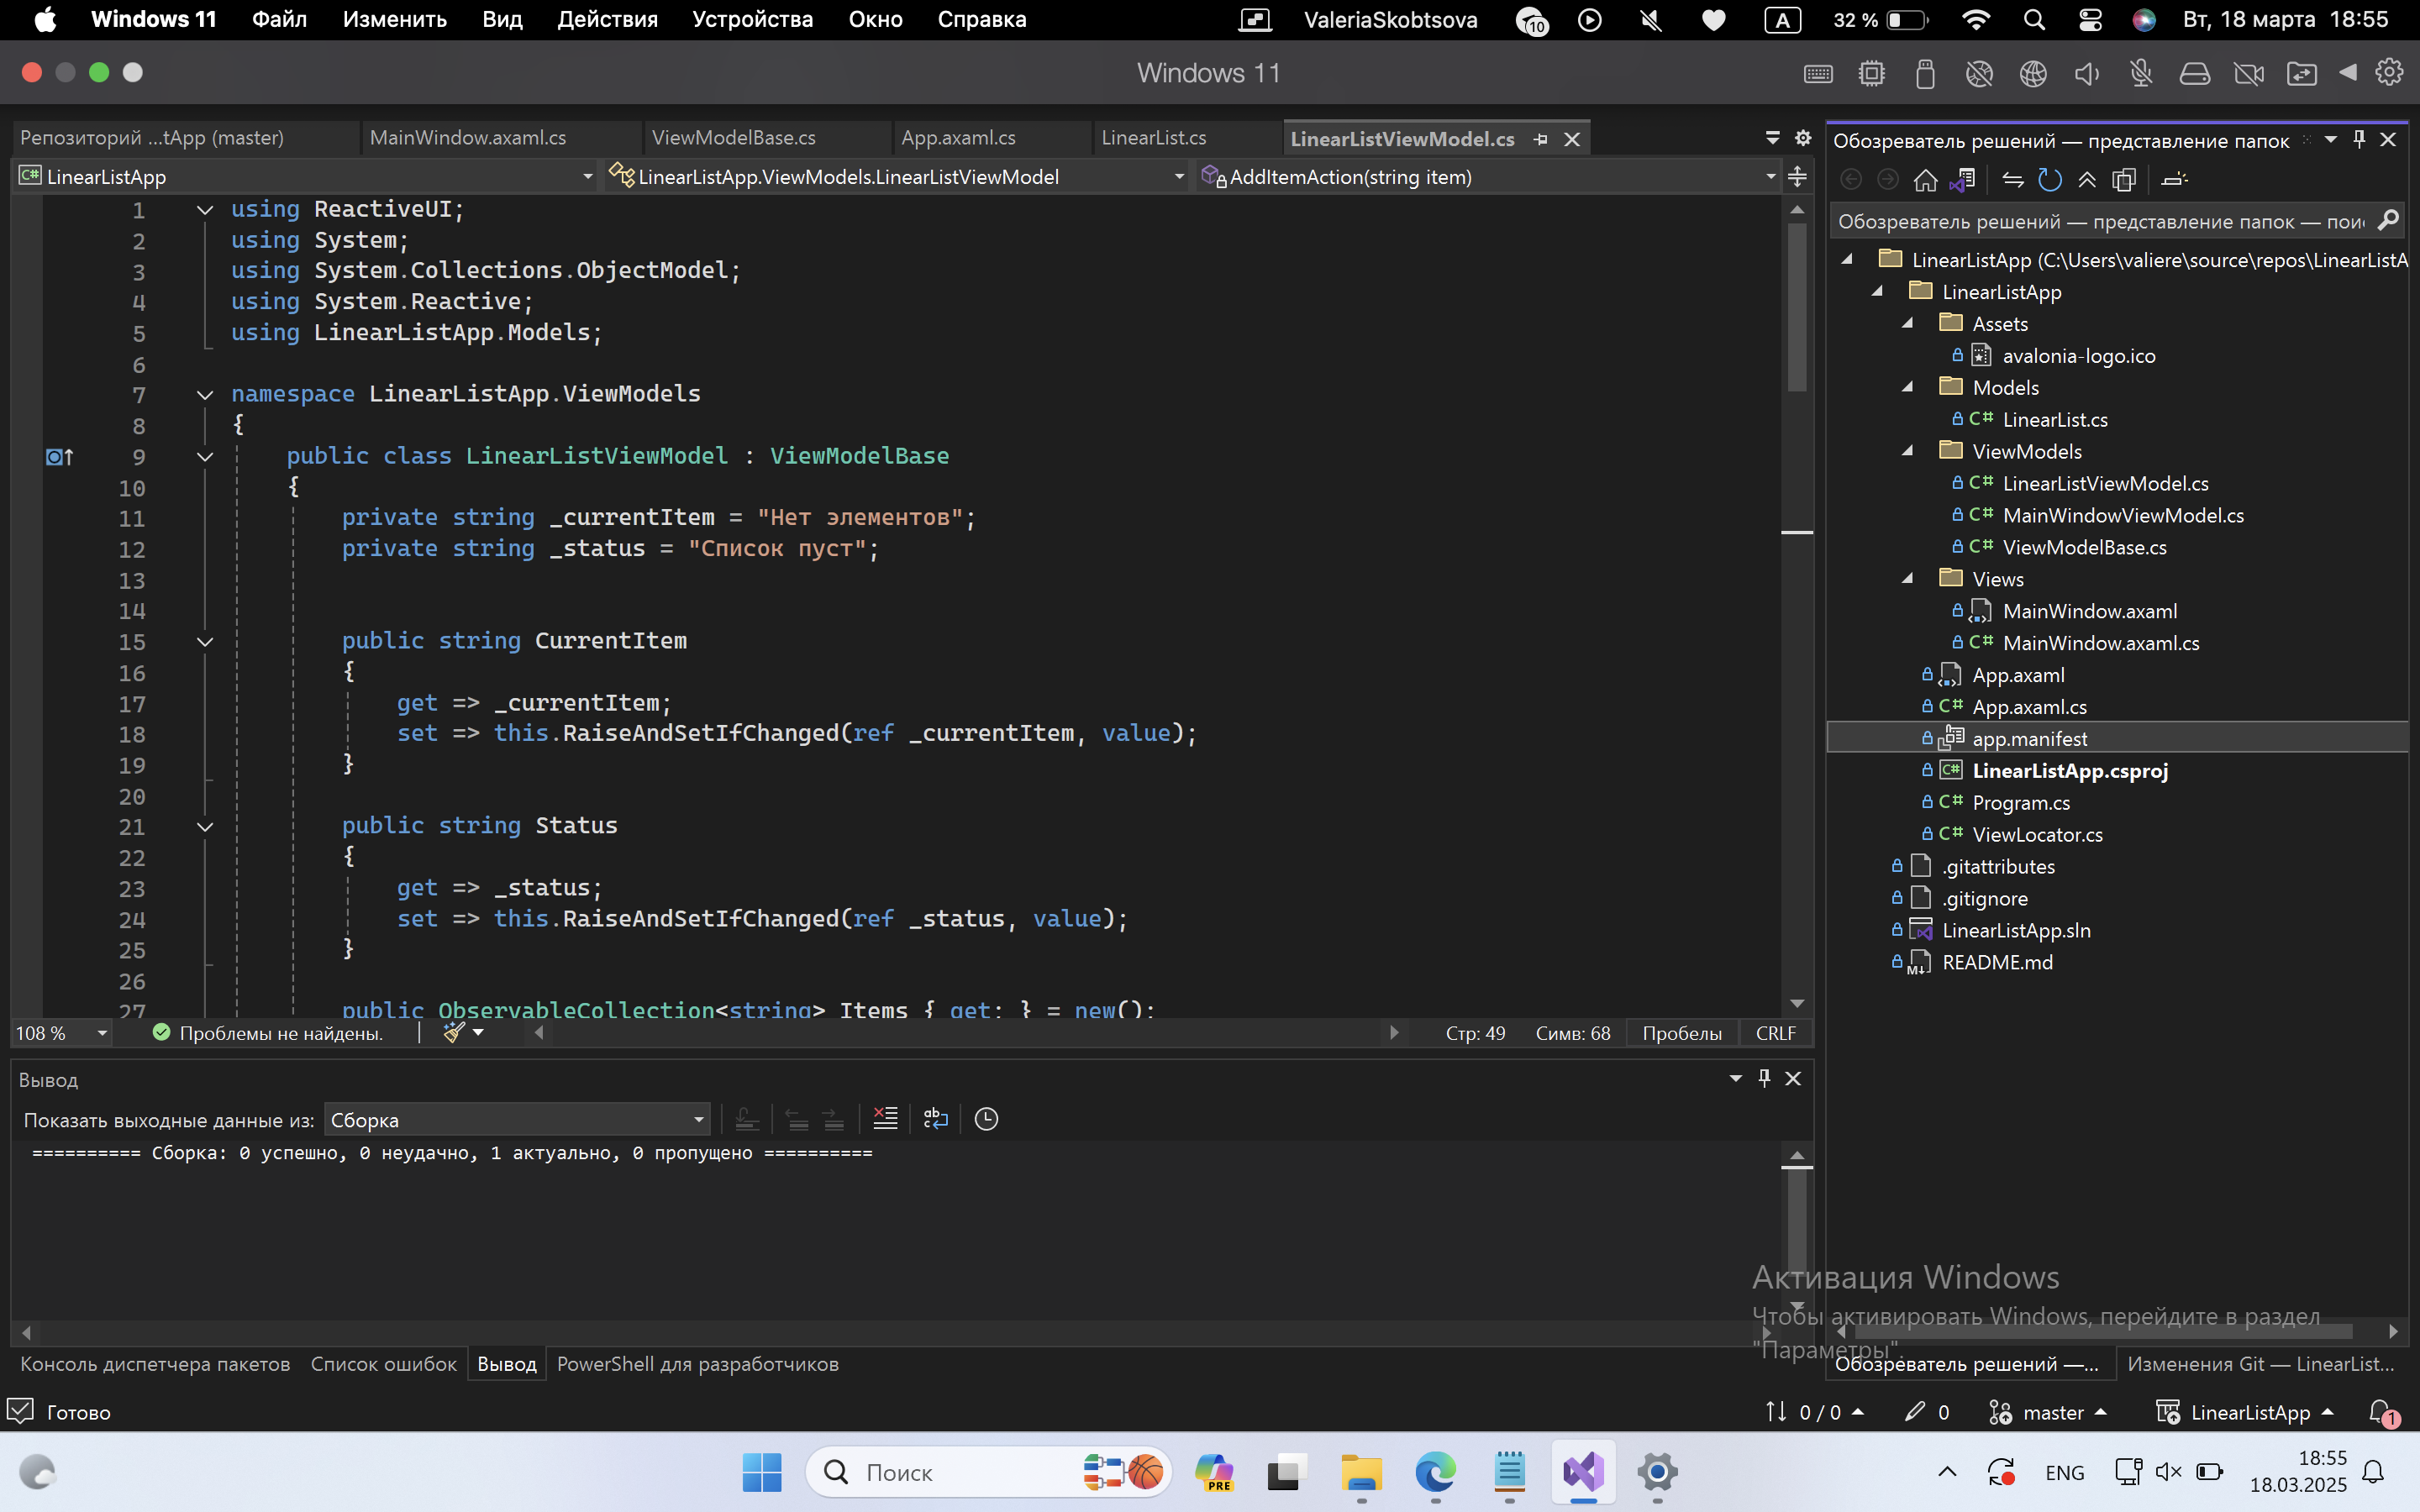 Windows 11 Файл Изменить Вид Действия Устройства Окно Справка ValeriaSkobtsova 10 A 32 % Вт, 18 марта 18:55
Windows 11
Репозиторий ...tApp (master) MainWindow.axaml.cs ViewModelBase.cs App.axaml.cs LinearList.cs LinearListViewModel.cs
C# LinearListApp LinearListApp.ViewModels.LinearListViewModel AddItemAction(string item)
1 using ReactiveUI;
2 using System;
3 using System.Collections.ObjectModel;
4 using System.Reactive;
5 using LinearListApp.Models;
6
7 namespace LinearListApp.ViewModels
8 {
9 public class LinearListViewModel : ViewModelBase
10 {
11 private string _currentItem = "Нет элементов";
12 private string _status = "Список пуст";
13
14
15 public string CurrentItem
16 {
17 get => _currentItem;
18 set => this.RaiseAndSetIfChanged(ref _currentItem, value);
19 }
20
21 public string Status
22 {
23 get => _status;
24 set => this.RaiseAndSetIfChanged(ref _status, value);
25 }
26
27 public ObservableCollection<string> Items { get; } = new();
108 % Проблемы не найдены. Стр: 49 Симв: 68 Пробелы CRLF
Вывод
Показать выходные данные из: Сборка
========== Сборка: 0 успешно, 0 неудачно, 1 актуально, 0 пропущено ==========
Консоль диспетчера пакетов Список ошибок Вывод PowerShell для разработчиков
Обозреватель решений — представление папок
Обозреватель решений — представление папок — пои
LinearListApp (C:\Users\valiere\source\repos\LinearListA
LinearListApp
Assets
avalonia-logo.ico
Models
C# LinearList.cs
ViewModels
C# LinearListViewModel.cs
C# MainWindowViewModel.cs
C# ViewModelBase.cs
Views
MainWindow.axaml
C# MainWindow.axaml.cs
App.axaml
C# App.axaml.cs
app.manifest
C# LinearListApp.csproj
C# Program.cs
C# ViewLocator.cs
.gitattributes
.gitignore
LinearListApp.sln
README.md
Активация Windows
Чтобы активировать Windows, перейдите в раздел
"Параметры".
Обозреватель решений —... Изменения Git — LinearList...
Готово 0 / 0 0 master LinearListApp 1
Поиск PRE ENG 18:55
18.03.2025